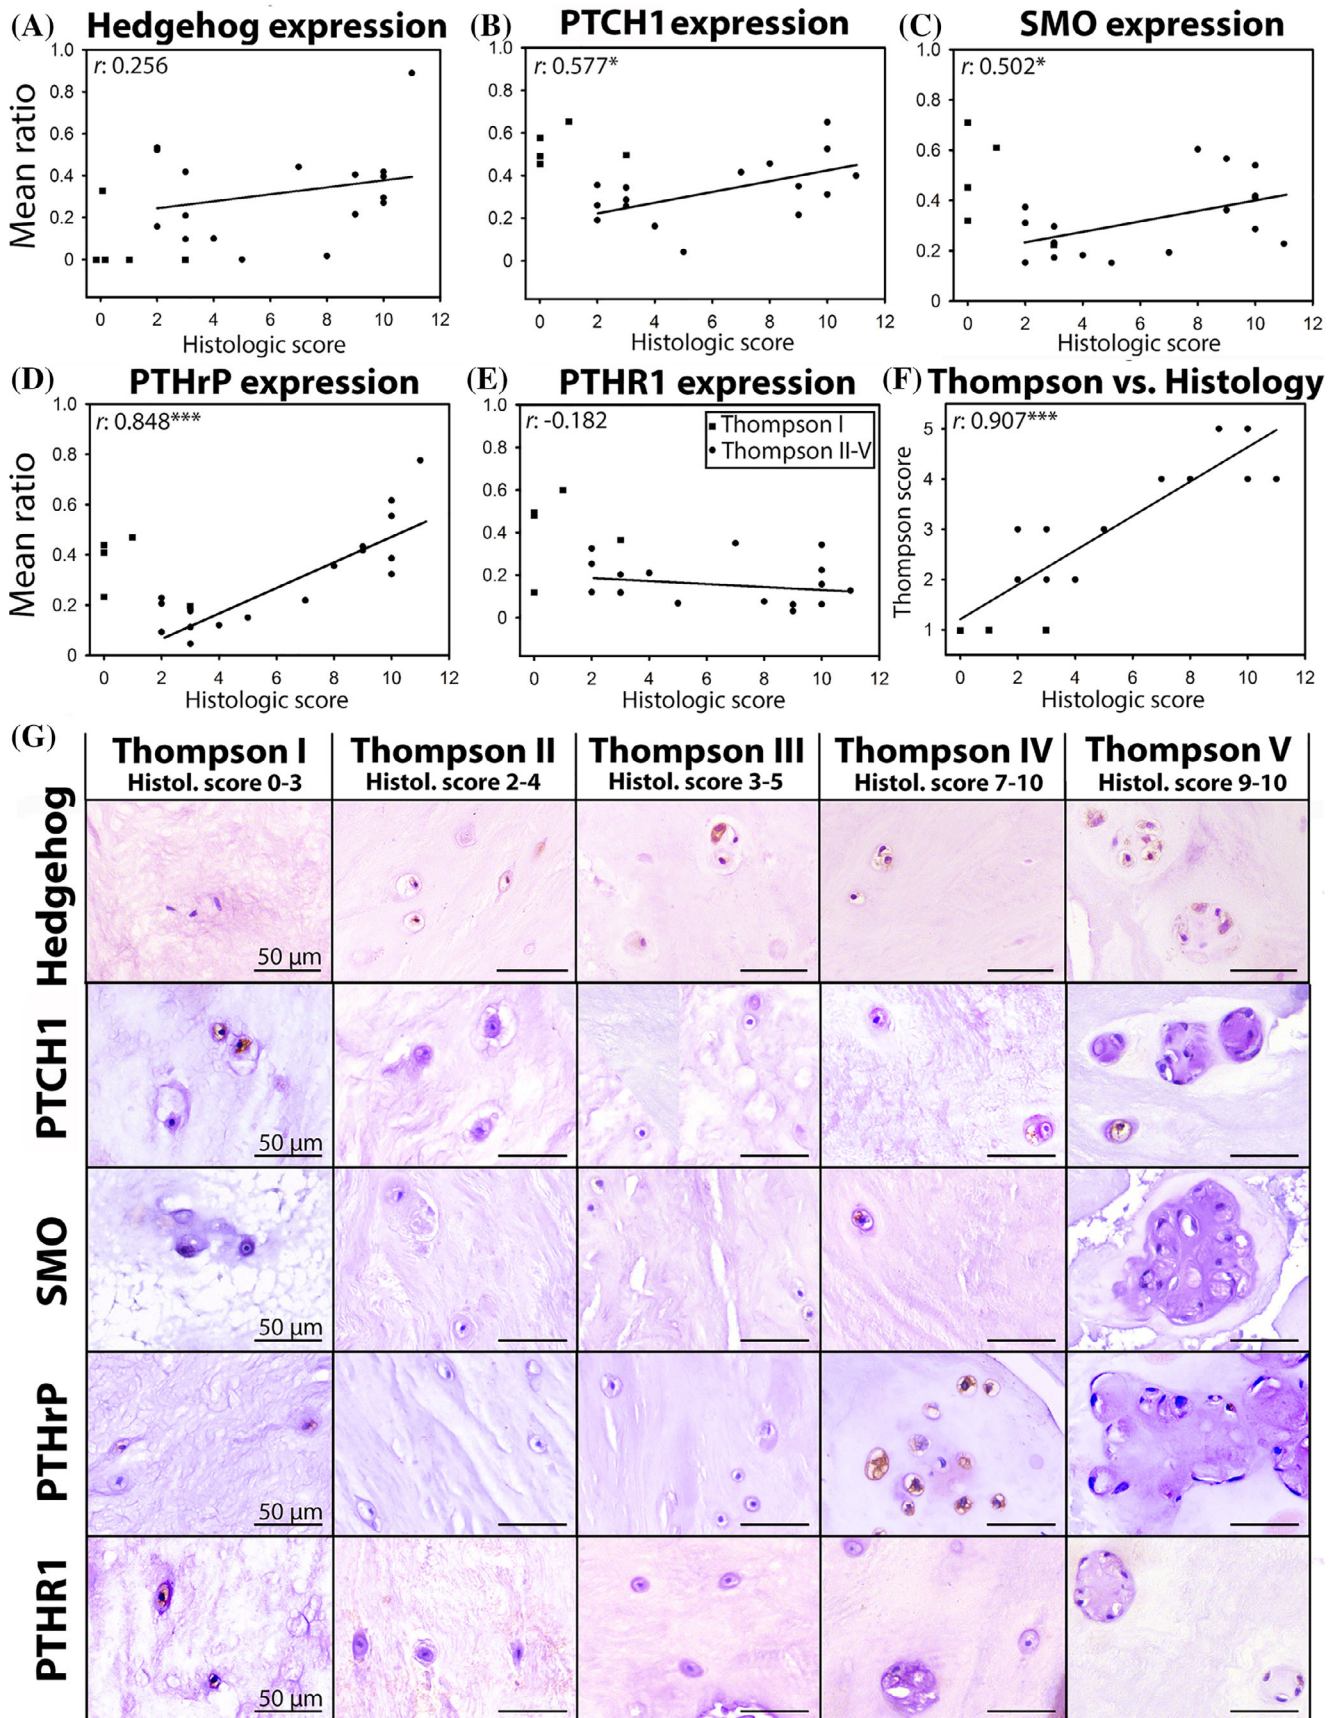 (A) Hedgehog expression
r: 0.256
Mean ratio
1.0
0.8
0.6
0.4
0.2
0
0 2 4 6 8 10 12
Histologic score
(B) PTCH1 expression
r: 0.577*
1.0
0.8
0.6
0.4
0.2
0
0 2 4 6 8 10 12
Histologic score
(C) SMO expression
r: 0.502*
1.0
0.8
0.6
0.4
0.2
0
0 2 4 6 8 10 12
Histologic score
(D) PTHrP expression
r: 0.848***
Mean ratio
1.0
0.8
0.6
0.4
0.2
0
0 2 4 6 8 10 12
Histologic score
(E) PTHR1 expression
r: -0.182
Thompson I
Thompson II-V
1.0
0.8
0.6
0.4
0.2
0
0 2 4 6 8 10 12
Histologic score
(F) Thompson vs. Histology
r: 0.907***
Thompson score
5
4
3
2
1
0 2 4 6 8 10 12
Histologic score
(G)
Thompson I
Histol. score 0-3
Thompson II
Histol. score 2-4
Thompson III
Histol. score 3-5
Thompson IV
Histol. score 7-10
Thompson V
Histol. score 9-10
Hedgehog
50 µm
PTCH1
50 µm
SMO
50 µm
PTHrP
50 µm
PTHR1
50 µm